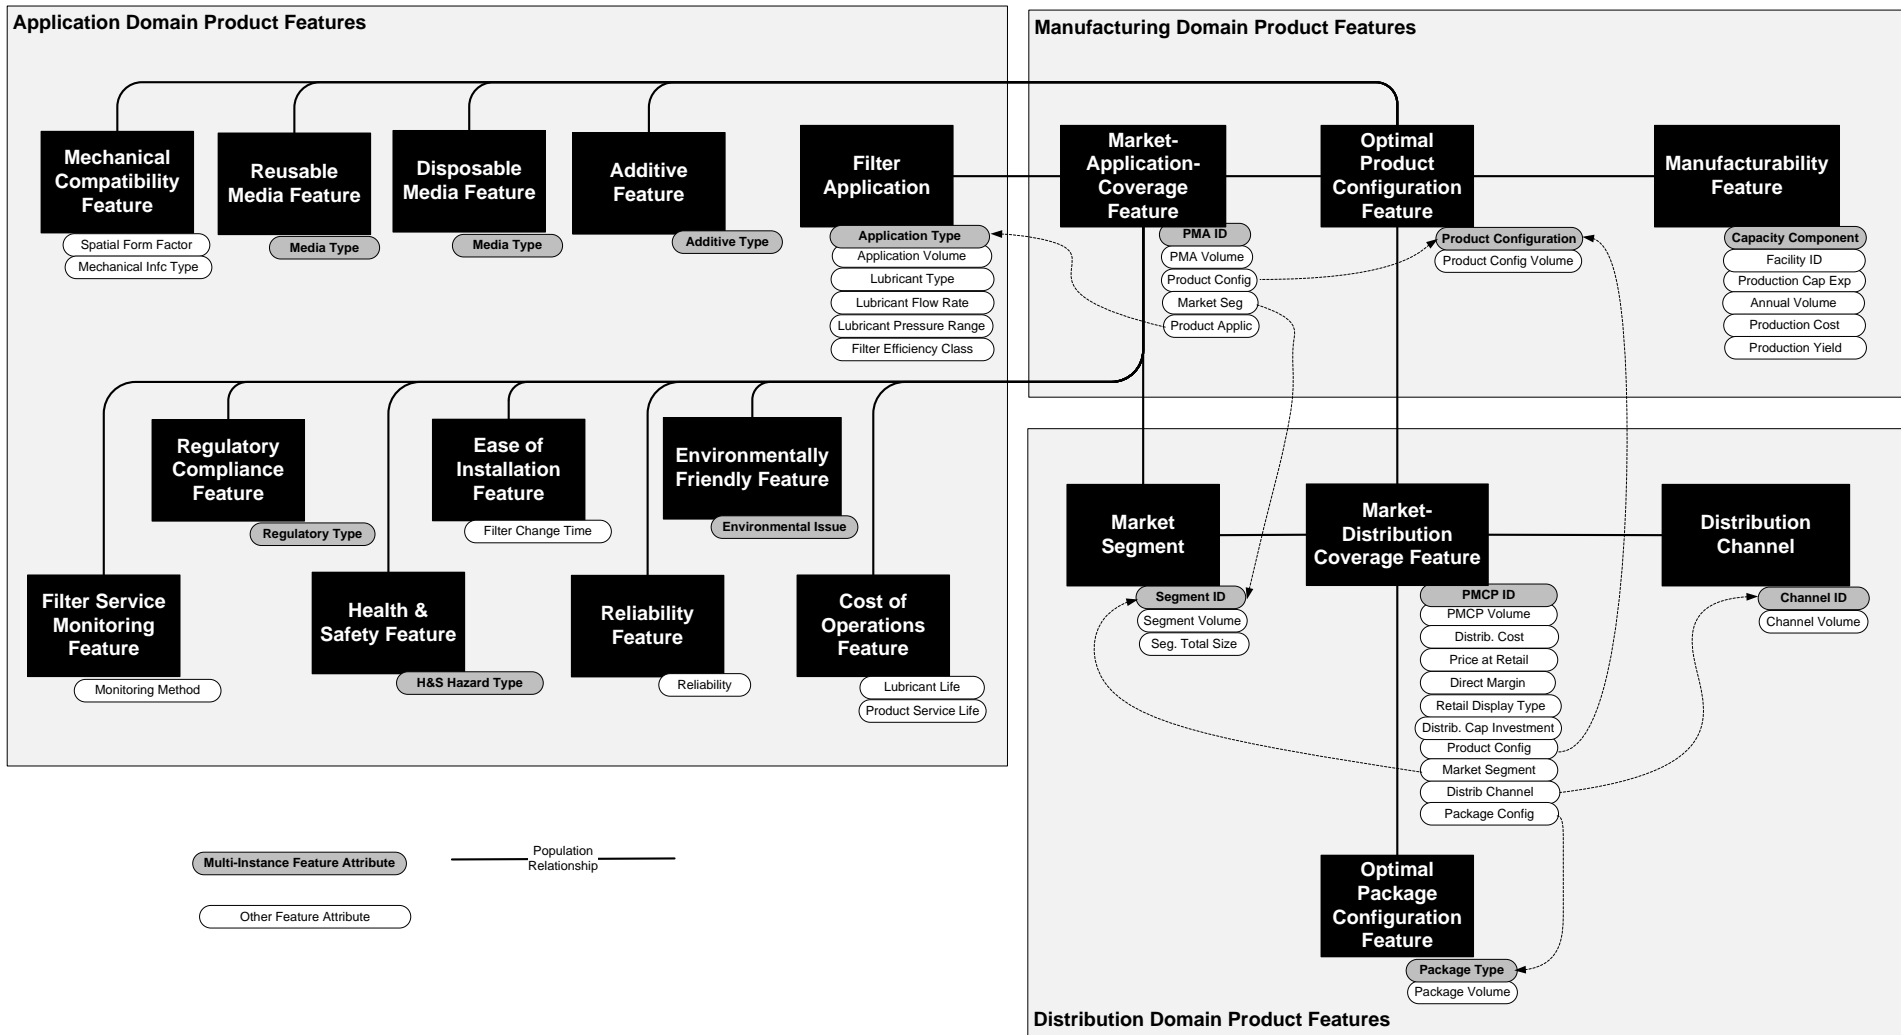 Application Domain Product Features
Mechanical
Compatibility
Feature
Spatial Form Factor
Mechanical Infc Type
Reusable
Media Feature
Media Type
Disposable
Media Feature
Media Type
Additive
Feature
Additive Type
Filter
Application
Application Type
Application Volume
Lubricant Type
Lubricant Flow Rate
Lubricant Pressure Range
Filter Efficiency Class
Regulatory
Compliance
Feature
Regulatory Type
Ease of
Installation
Feature
Filter Change Time
Environmentally
Friendly Feature
Environmental Issue
Filter Service
Monitoring
Feature
Monitoring Method
Health &
Safety Feature
H&S Hazard Type
Reliability
Feature
Reliability
Cost of
Operations
Feature
Lubricant Life
Product Service Life
Manufacturing Domain Product Features
Market-
Application-
Coverage
Feature
PMA ID
PMA Volume
Product Config
Market Seg
Product Applic
Optimal
Product
Configuration
Feature
Product Configuration
Product Config Volume
Manufacturability
Feature
Capacity Component
Facility ID
Production Cap Exp
Annual Volume
Production Cost
Production Yield
Market
Segment
Segment ID
Segment Volume
Seg. Total Size
Market-
Distribution
Coverage Feature
PMCP ID
PMCP Volume
Distrib. Cost
Price at Retail
Direct Margin
Retail Display Type
Distrib. Cap Investment
Product Config
Market Segment
Distrib Channel
Package Config
Distribution
Channel
Channel ID
Channel Volume
Optimal
Package
Configuration
Feature
Package Type
Package Volume
Distribution Domain Product Features
Multi-Instance Feature Attribute
Population
Relationship
Other Feature Attribute